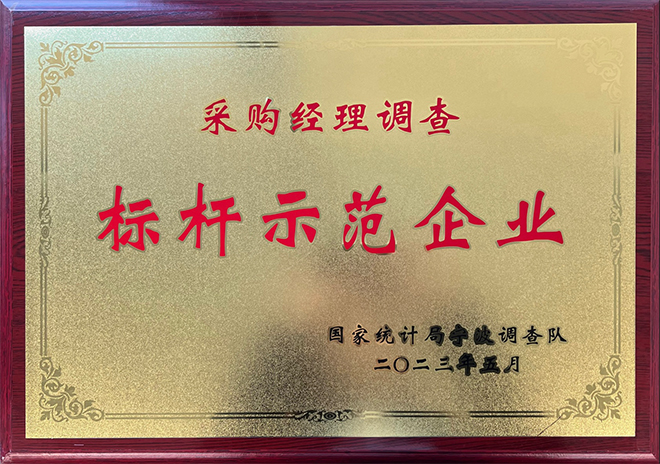 采购经理调查
标杆示范企业
国家统计局宁波调查队
二〇二三年五月